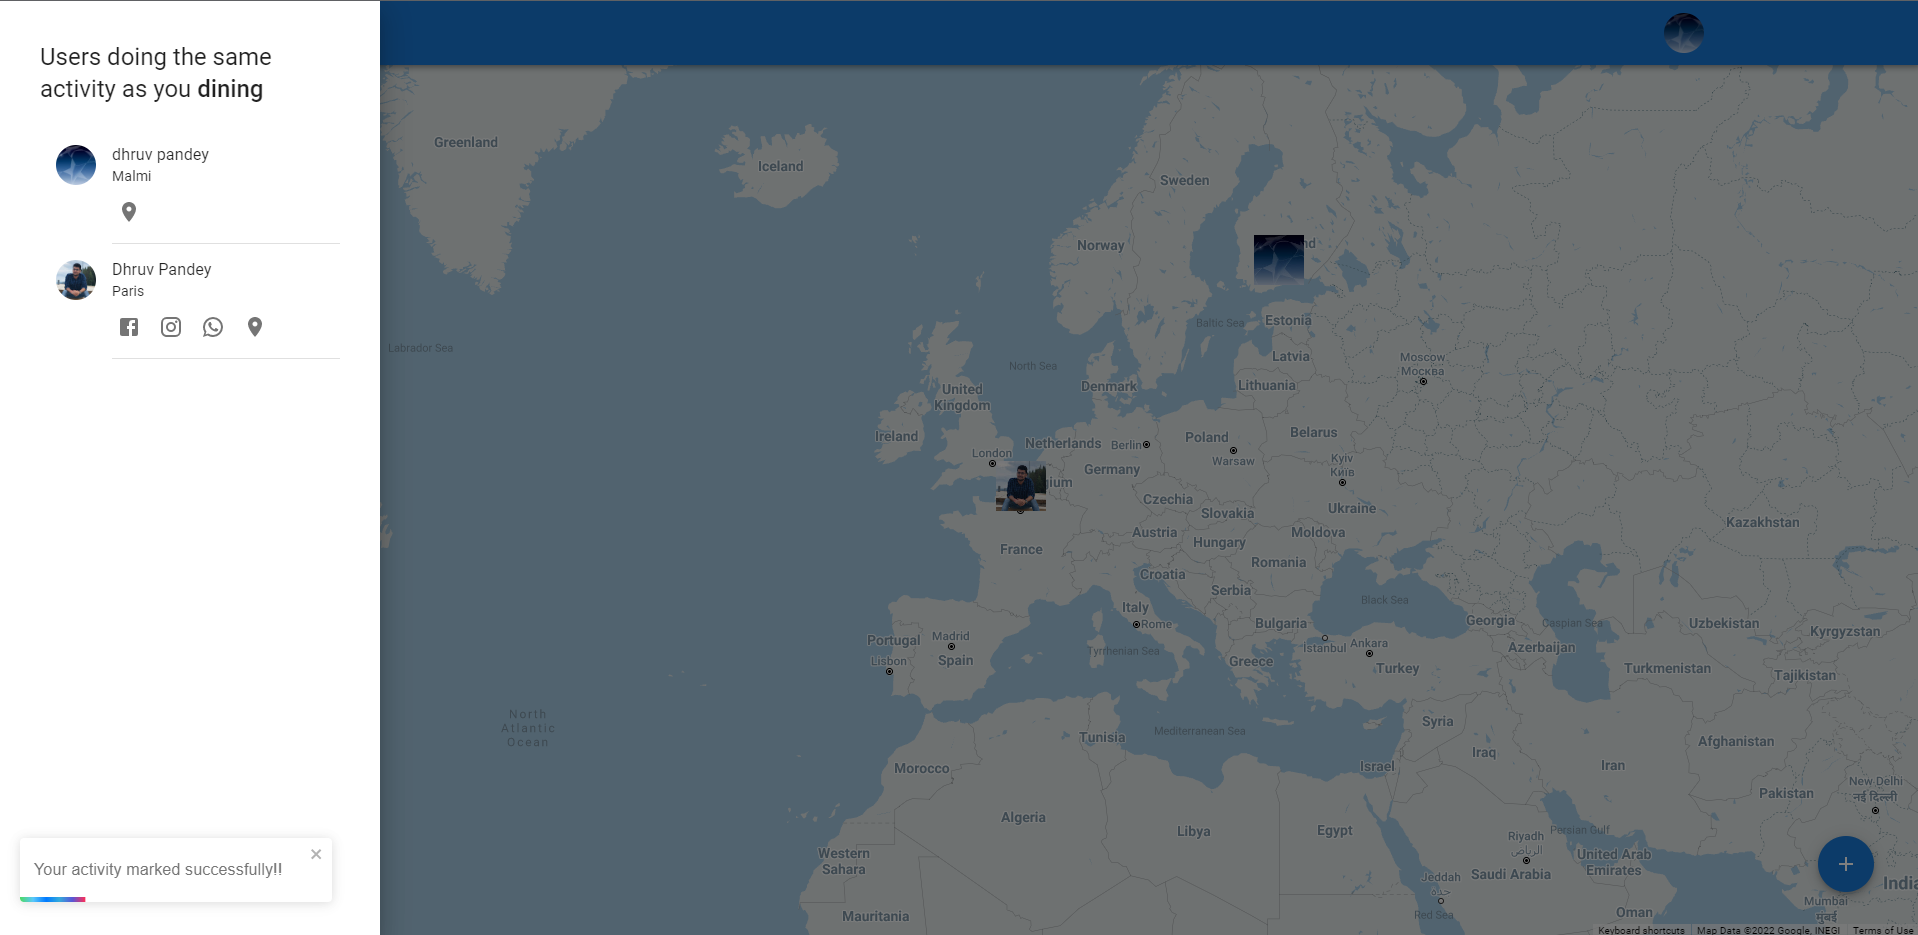 Users doing the same
activity as you dining
dhruv pandey
Malmi
Dhruv Pandey
Paris
Your activity marked successfully!!
Greenland
Iceland
Sweden
Norway
nd
Estonia
Baltic Sea
Labrador Sea
North Sea
Latvia
Moscow
Москва
Denmark
Lithuania
United
Kingdom
Ireland
Netherlands
Berlin
Poland
Belarus
London
Warsaw
Kyiv
Київ
Germany
gium
Czechia
Ukraine
Slovakia
Kazakhstan
Austria
Hungary
Moldova
France
Romania
Croatia
Serbia
Black Sea
Italy
Rome
Bulgaria
Georgia
Caspian Sea
Uzbekistan
Kyrgyzstan
Portugal
Madrid
Spain
Lisbon
Tyrrhenian Sea
Greece
Istanbul
Ankara
Turkey
Azerbaijan
Turkmenistan
Tajikistan
North
Atlantic
Ocean
Tunisia
Mediterranean Sea
Syria
Iraq
Afghanistan
Morocco
Israel
Iran
New Delhi
नई दिल्ली
Pakistan
Algeria
Libya
Egypt
Persian Gulf
Riyadh
الرياض
Western
Sahara
United Arab
Emirates
Jeddah
جدة
Saudi Arabia
India
Red Sea
Oman
Mumbai
मुंबई
Mauritania
Keyboard shortcuts
Map Data ©2022 Google, INEGI
Terms of Use